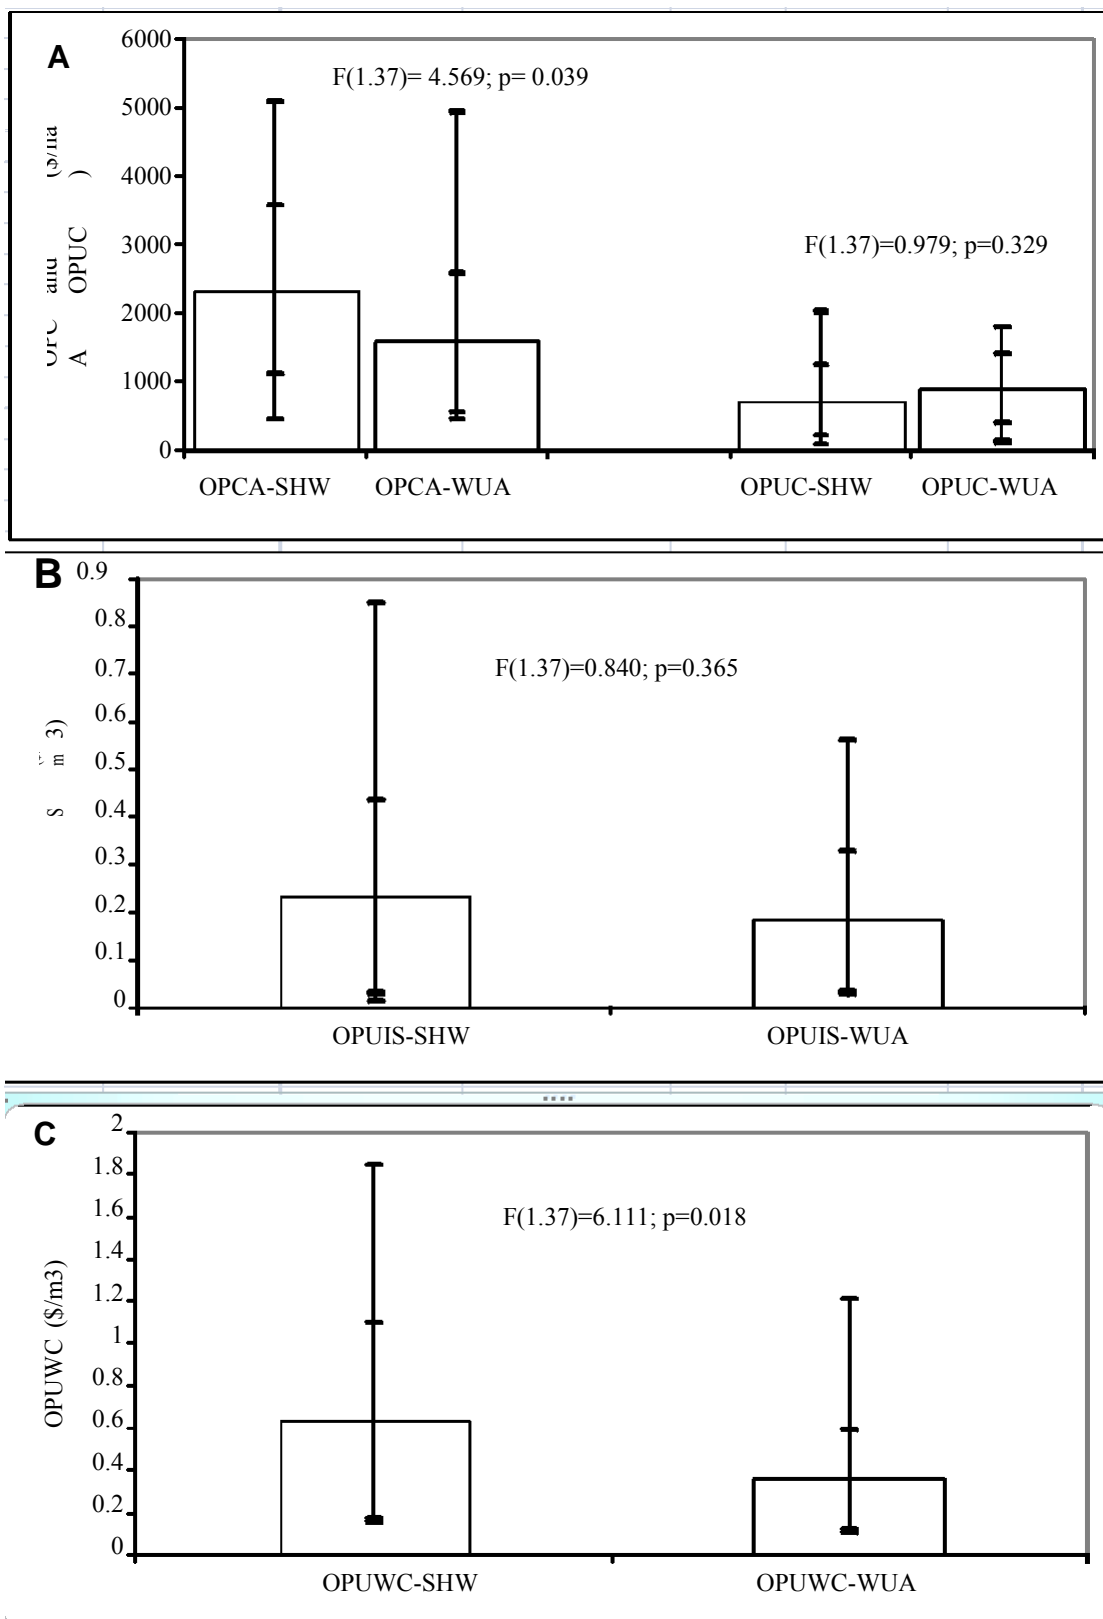 A
6000
F(1.37)= 4.569; p= 0.039
5000
4000
3000
F(1.37)=0.979; p=0.329
2000
1000
0
and
A OPUC )
OPCA-SHW OPCA-WUA OPUC-SHW OPUC-WUA
B
0.9
0.8
0.7
F(1.37)=0.840; p=0.365
0.6
0.5
0.4
0.3
0.2
0.1
0
S m 3)
OPUIS-SHW OPUIS-WUA
C
2
1.8
1.6
F(1.37)=6.111; p=0.018
1.4
1.2
1
0.8
0.6
0.4
0.2
0
OPUWC ($/m3)
OPUWC-SHW OPUWC-WUA